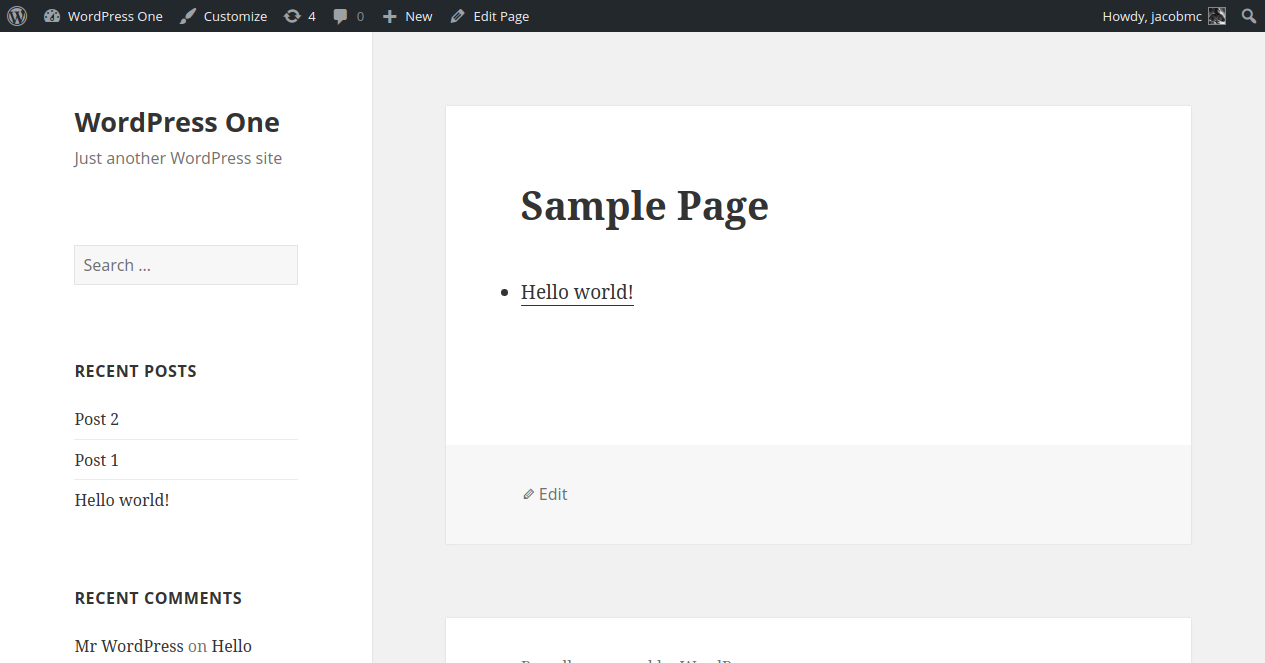 WordPress One Customize 4 0 New Edit Page Howdy, jacobmc
WordPress One
Just another WordPress site
Search ...
RECENT POSTS
Post 2
Post 1
Hello world!
RECENT COMMENTS
Mr WordPress on Hello
Sample Page
Hello world!
Edit